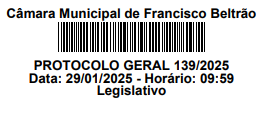 Câmara Municipal de Francisco Beltrão
PROTOCOLO GERAL 139/2025
Data: 29/01/2025 - Horário: 09:59
Legislativo